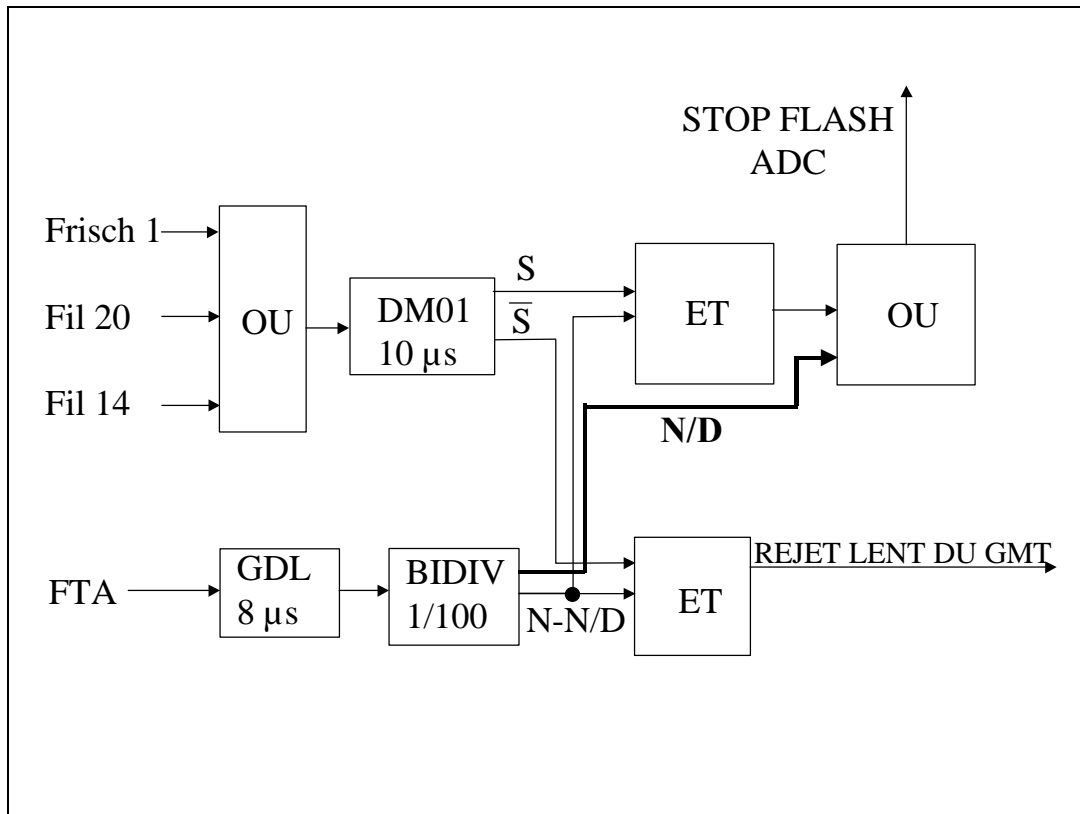 STOP FLASH
ADC
Frisch 1
Fil 20
Fil 14
OU
DM01
10 µs
S
S̅
ET
OU
N/D
FTA
GDL
8 µs
BIDIV
1/100
N-N/D
ET
REJET LENT DU GMT